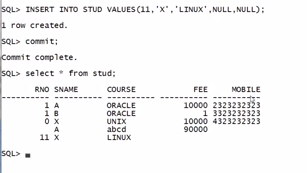 SQL> INSERT INTO STUD VALUES(11,'X','LINUX',NULL,NULL);
1 row created.
SQL> commit;
Commit complete.
SQL> select * from stud;
RNO SNAME COURSE FEE MOBILE
---------- ---------- ---------- ---------- ----------
1 A ORACLE 10000 2323232323
1 B ORACLE 1 3323232323
0 X UNIX 10000 4323232323
A abcd 90000
11 X LINUX
SQL>